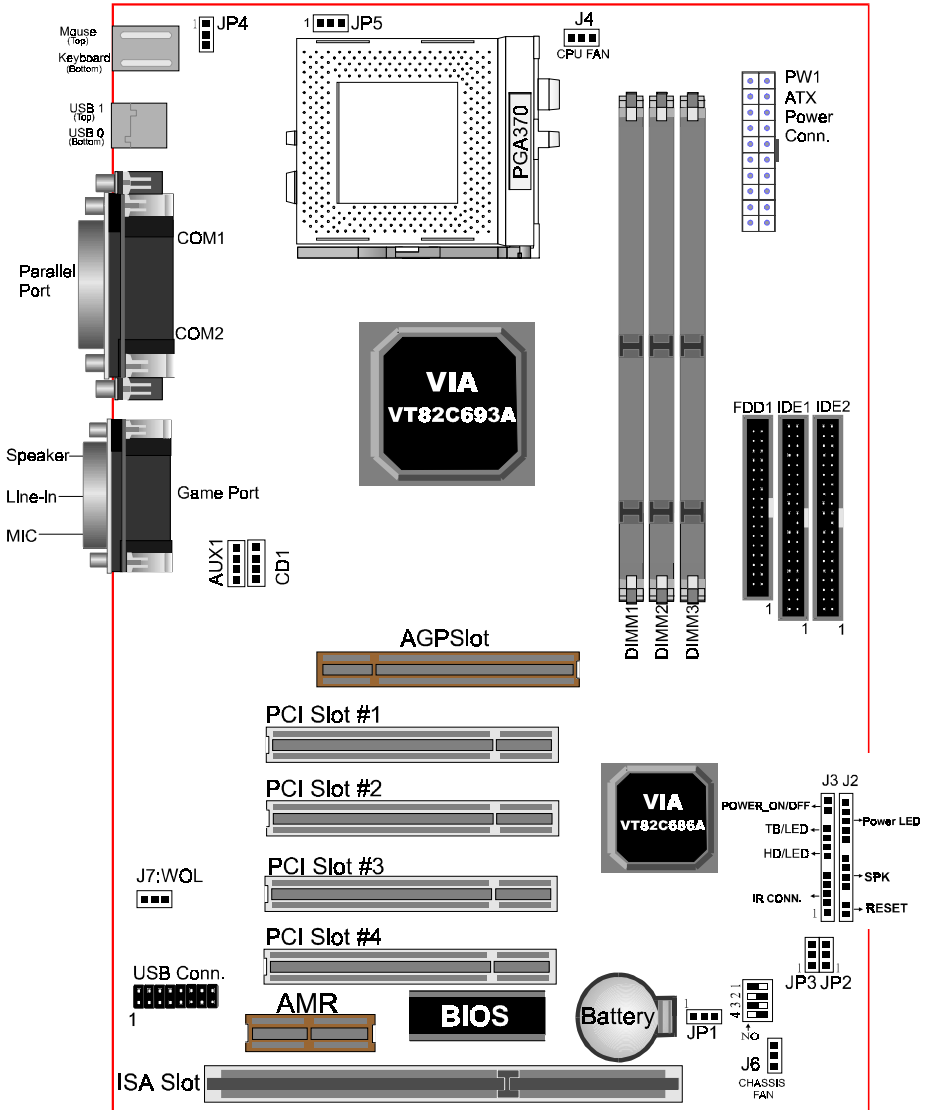 Mouse
(Top)
Keyboard
(Bottom)
1 JP4
1 JP5
J4
CPU FAN
PW1
ATX
Power
Conn.
USB 1
(Top)
USB 0
(Bottom)
PGA370
COM1
Parallel
Port
COM2
VIA
VT82C693A
FDD1 IDE1 IDE2
Speaker
LIne-In
MIC
Game Port
AUX1
CD1
DIMM1
DIMM2
DIMM3
1
1
1
AGPSlot
PCI Slot #1
PCI Slot #2
PCI Slot #3
PCI Slot #4
VIA
VT82C686A
J3 J2
POWER_ON/OFF
Power LED
TB/LED
HD/LED
SPK
IR CONN.
1
RESET
J7:WOL
USB Conn.
1
1 1
JP3 JP2
AMR
BIOS
Battery
1
JP1
4 3 2 1
NO
J6
CHASSIS
FAN
ISA Slot